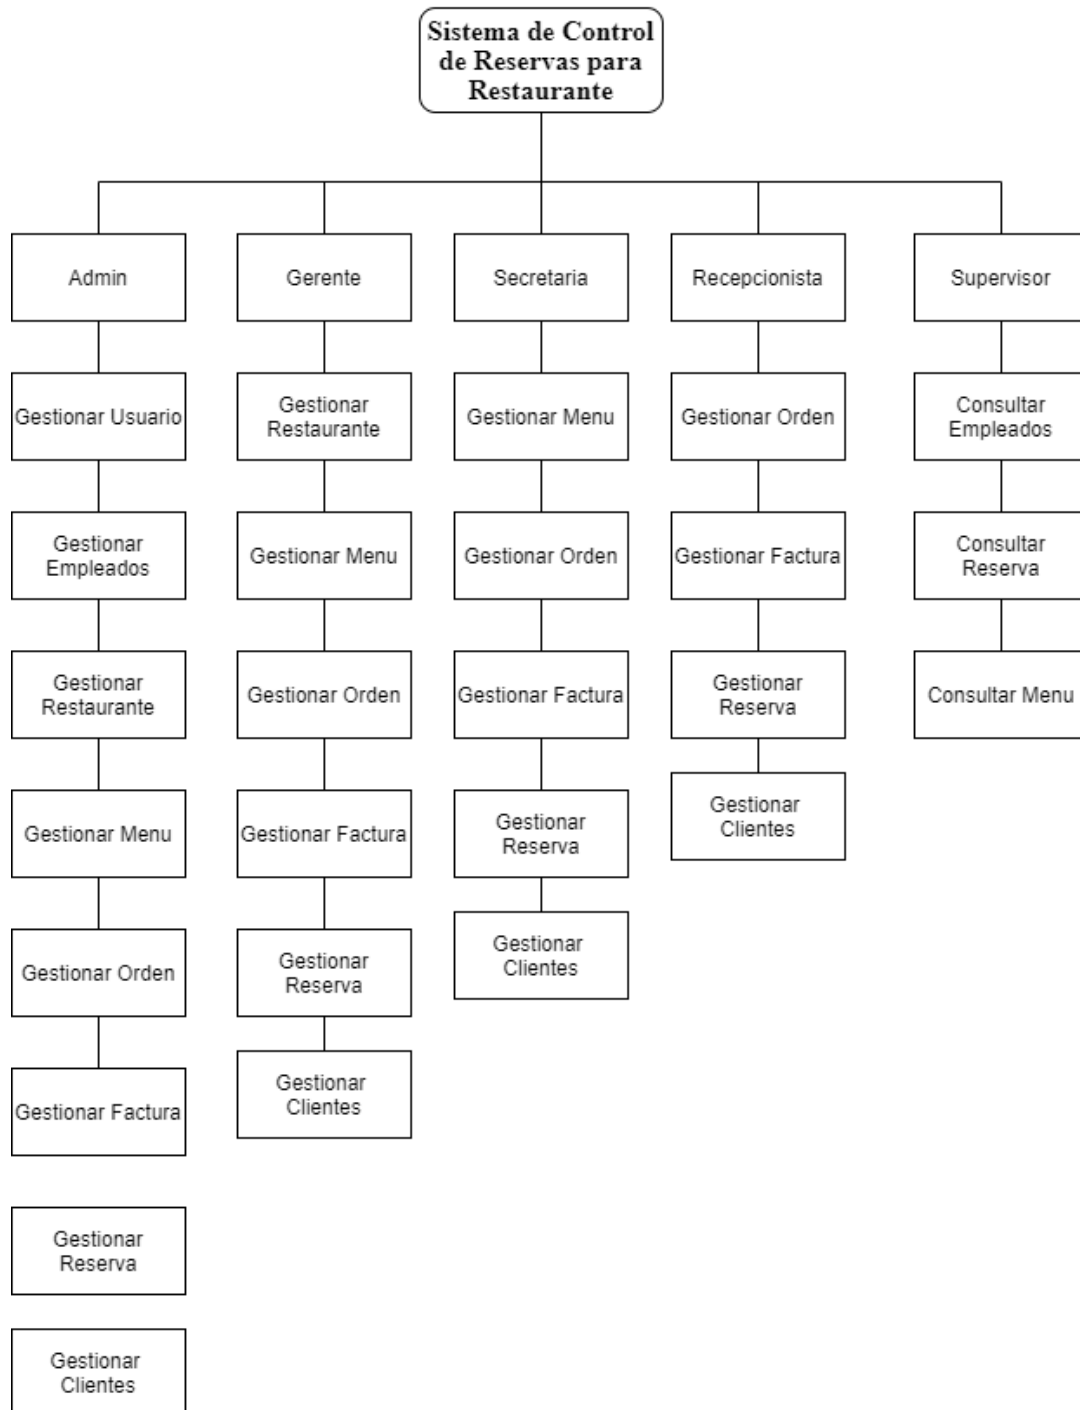 Sistema de Control
de Reservas para
Restaurante
Admin
Gerente
Secretaria
Recepcionista
Supervisor
Gestionar Usuario
Gestionar
Restaurante
Gestionar Menu
Gestionar Orden
Consultar
Empleados
Gestionar
Empleados
Gestionar Menu
Gestionar Orden
Gestionar Factura
Consultar
Reserva
Gestionar
Restaurante
Gestionar Orden
Gestionar Factura
Gestionar
Reserva
Consultar Menu
Gestionar Menu
Gestionar Factura
Gestionar
Reserva
Gestionar
Clientes
Gestionar Orden
Gestionar
Reserva
Gestionar
Clientes
Gestionar Factura
Gestionar
Clientes
Gestionar
Reserva
Gestionar
Clientes